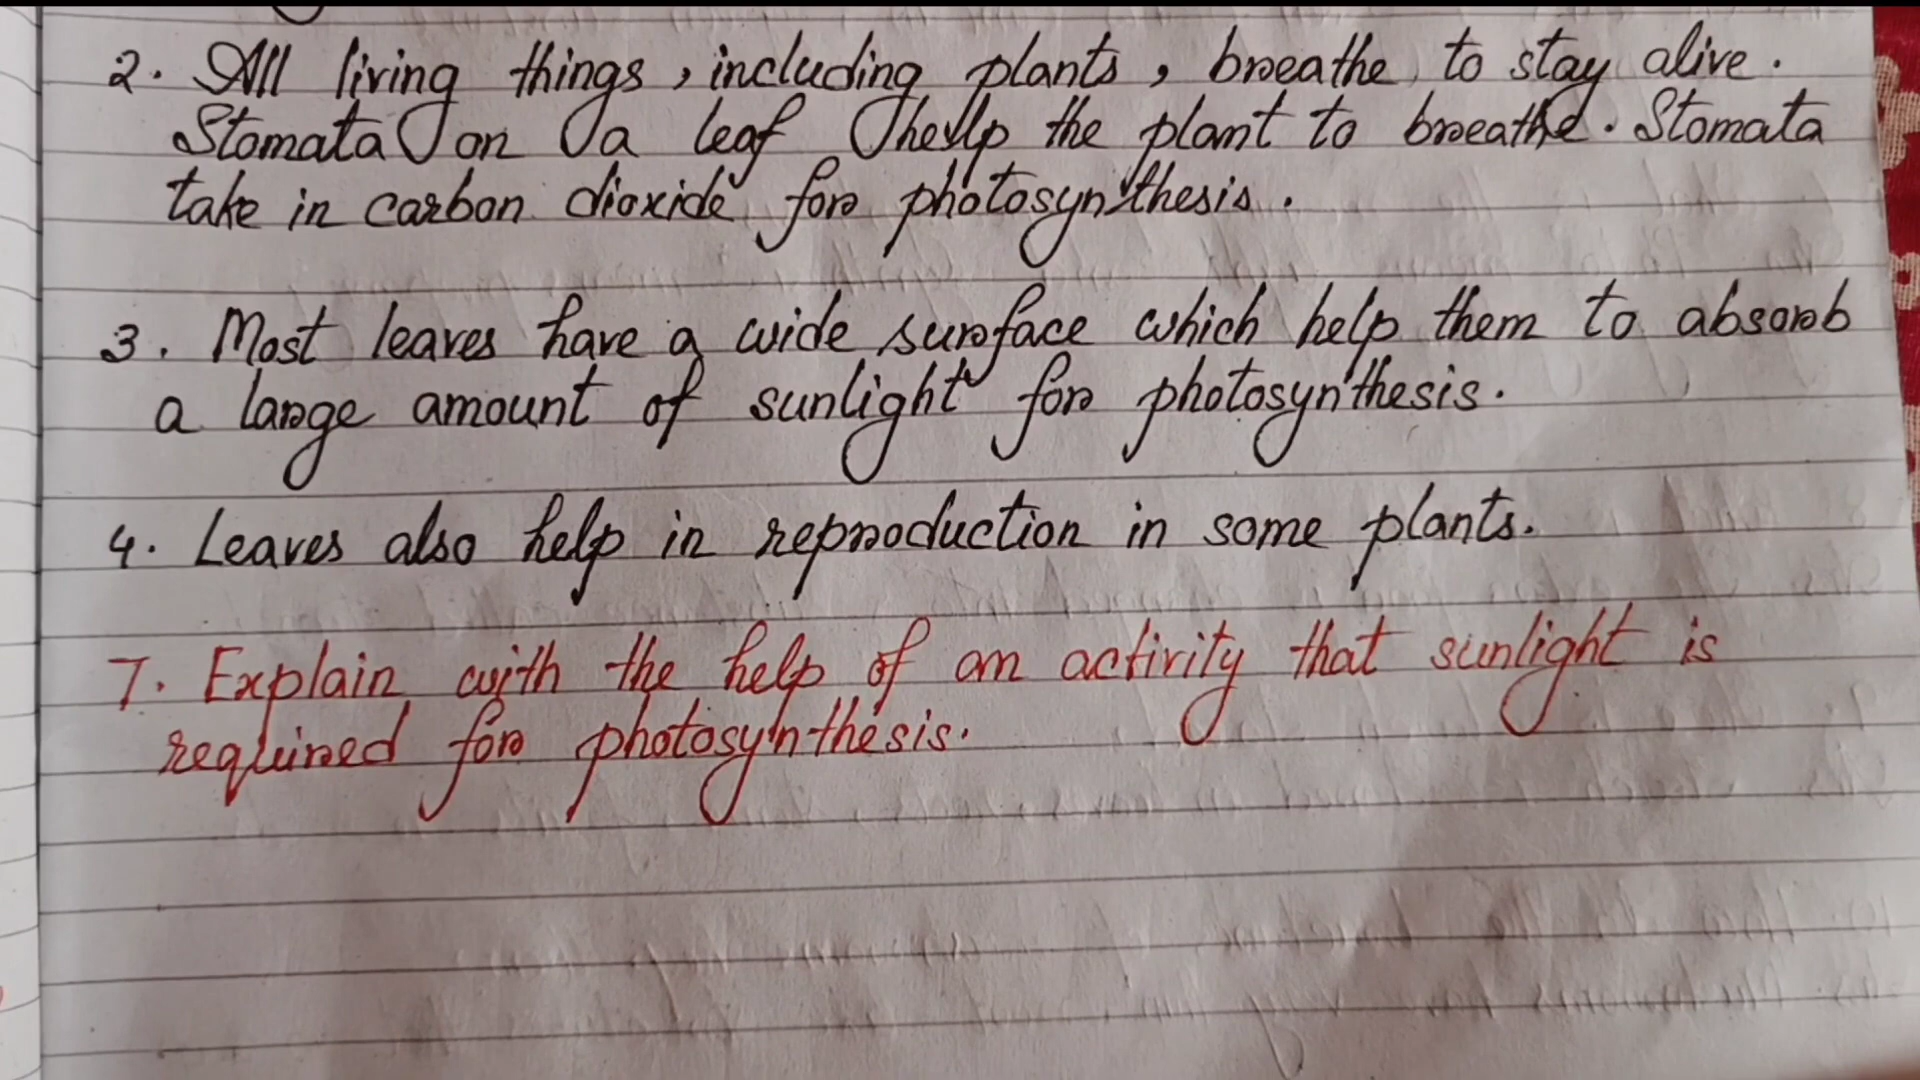 2. All living things, including plants, breathe to stay alive.
Stomata on a leaf help the plant to breathe. Stomata
take in carbon dioxide for photosynthesis.
3. Most leaves have a wide surface which help them to absorb
a large amount of sunlight for photosynthesis.
4. Leaves also help in reproduction in some plants.
7. Explain with the help of an activity that sunlight is
required for photosynthesis.